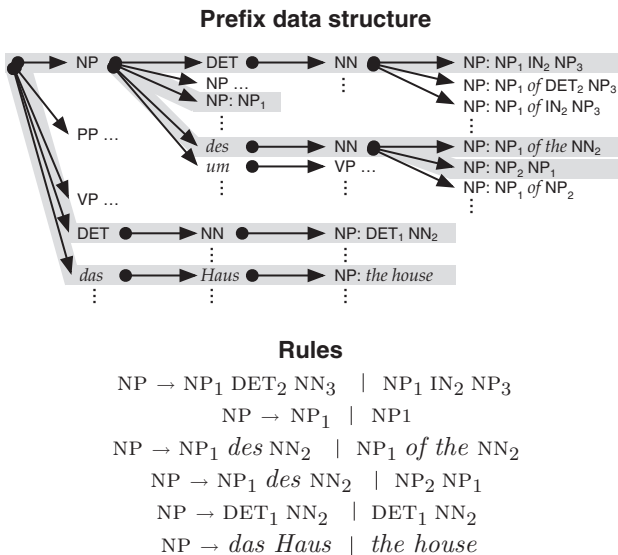 Prefix data structure
NP DET NN NP: NP₁ IN₂ NP₃
NP ... ⋮ NP: NP₁ of DET₂ NP₃
NP: NP₁ NP: NP₁ of IN₂ NP₃
⋮ ⋮
PP ... des NN NP: NP₁ of the NN₂
um VP ... NP: NP₂ NP₁
⋮ ⋮ NP: NP₁ of NP₂
VP ... ⋮
DET NN NP: DET₁ NN₂
⋮ ⋮
das Haus NP: the house
⋮ ⋮ ⋮
Rules
NP → NP₁ DET₂ NN₃ | NP₁ IN₂ NP₃
NP → NP₁ | NP1
NP → NP₁ des NN₂ | NP₁ of the NN₂
NP → NP₁ des NN₂ | NP₂ NP₁
NP → DET₁ NN₂ | DET₁ NN₂
NP → das Haus | the house